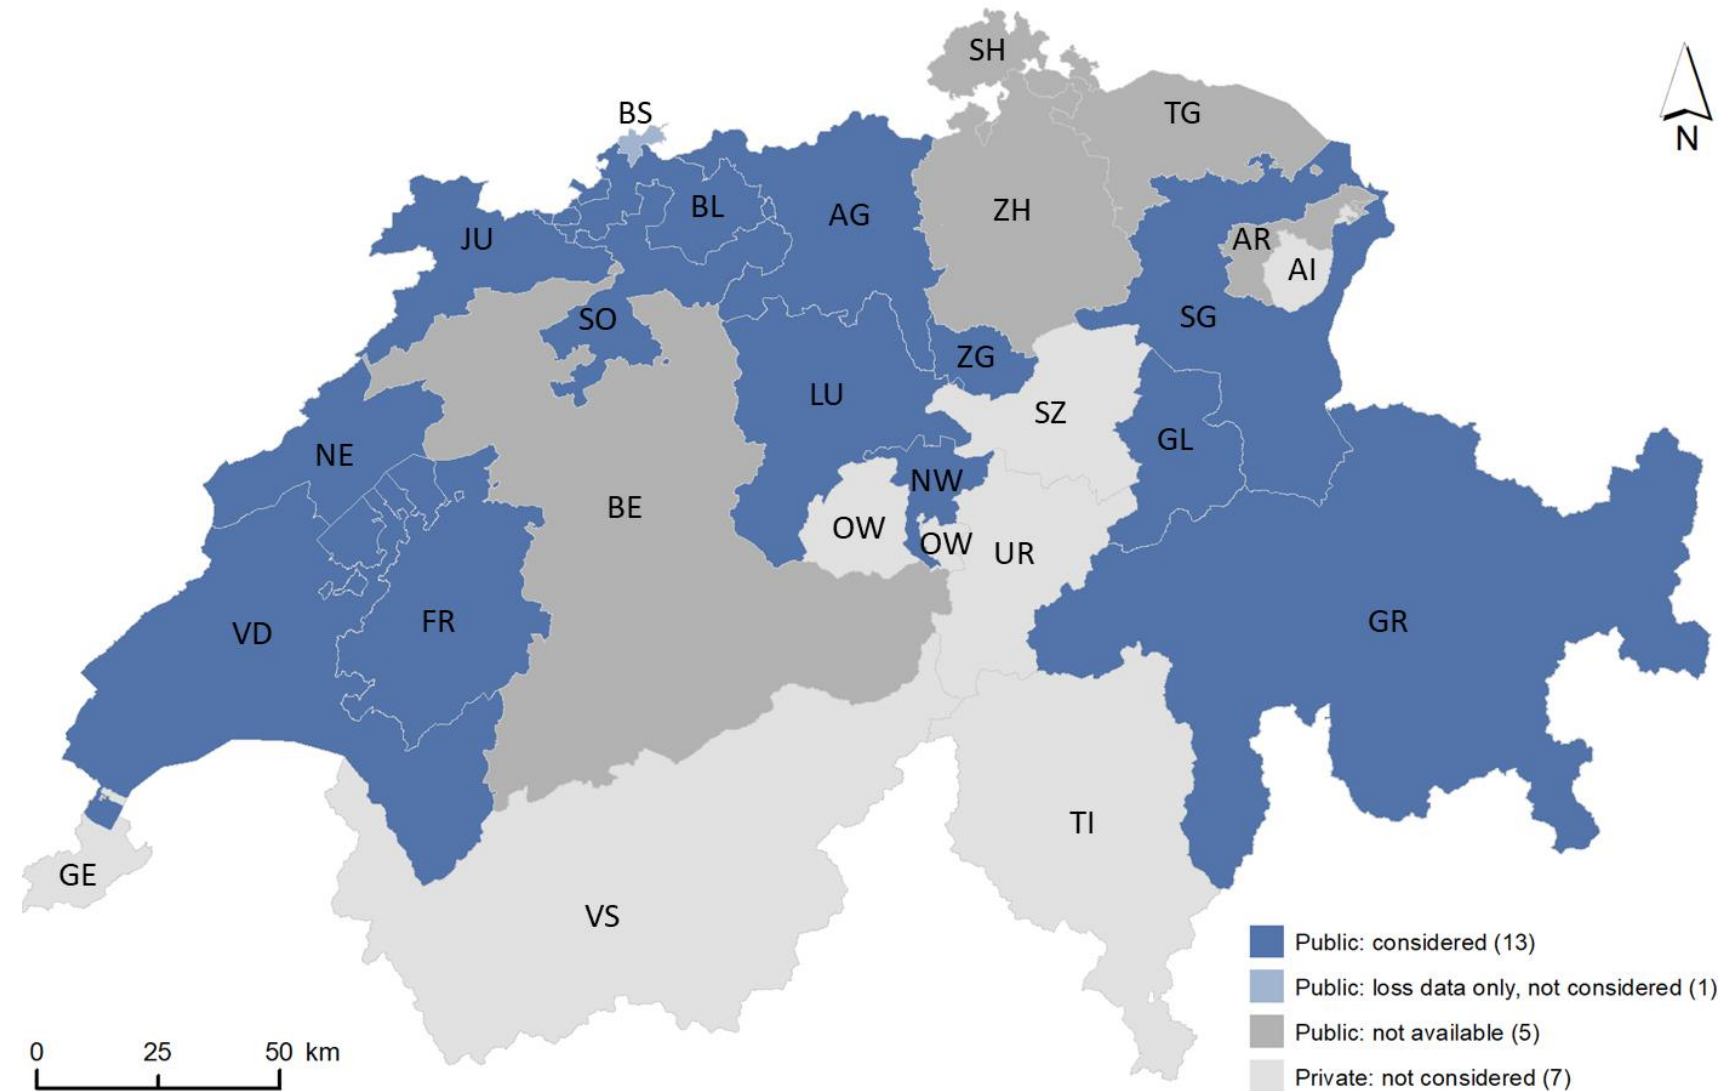 SH
N
BS
TG
BL
AG
ZH
JU
AR
AI
SO
SG
ZG
LU
SZ
NE
GL
NW
BE
OW
OW
UR
VD
FR
GR
TI
GE
VS
Public: considered (13)
Public: loss data only, not considered (1)
Public: not available (5)
Private: not considered (7)
0 25 50 km